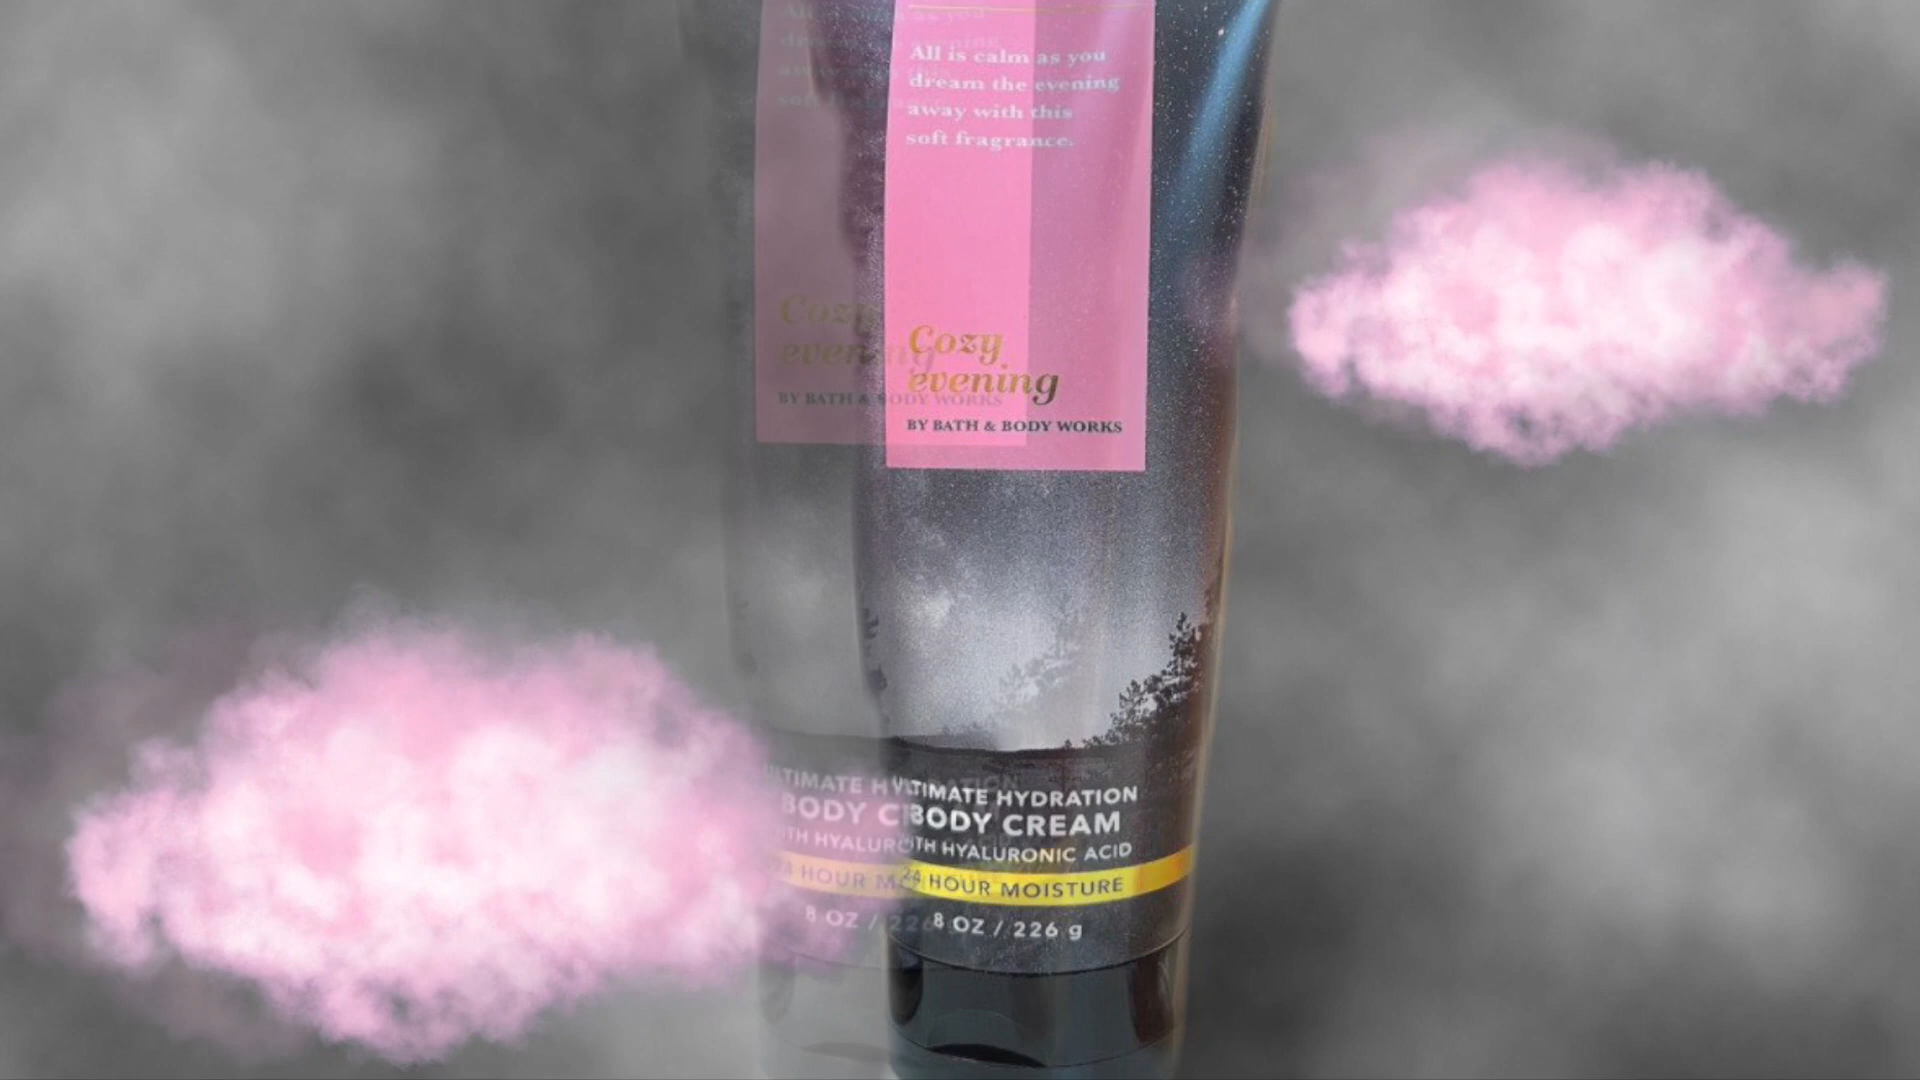 All is calm as you
dream the evening
away with this
soft fragrance.
Cozy
evening
BY BATH & BODY WORKS
ULTIMATE HYDRATION
BODY CREAM
WITH HYALURONIC ACID
24 HOUR MOISTURE
8 OZ / 226 g